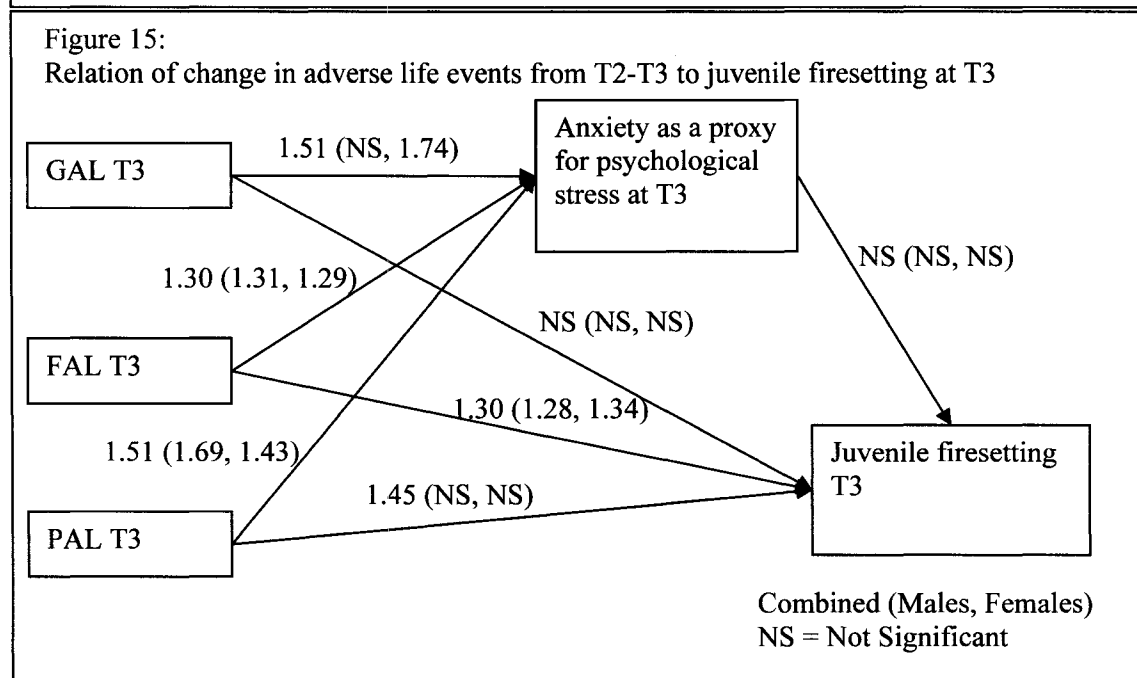 Figure 15:
Relation of change in adverse life events from T2-T3 to juvenile firesetting at T3
Anxiety as a proxy
for psychological
stress at T3
GAL T3
1.51 (NS, 1.74)
NS (NS, NS)
1.30 (1.31, 1.29)
NS (NS, NS)
FAL T3
1.30 (1.28, 1.34)
1.51 (1.69, 1.43)
Juvenile firesetting
T3
1.45 (NS, NS)
PAL T3
Combined (Males, Females)
NS = Not Significant